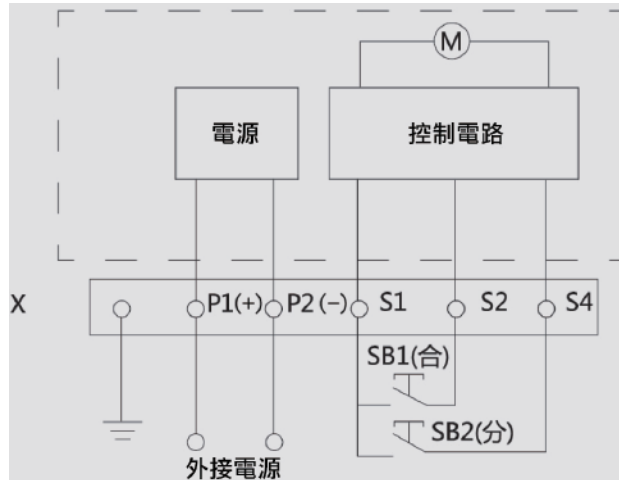 M
電源
控制電路
X
P1(+) P2(−) S1 S2 S4
SB1(合)
SB2(分)
外接電源